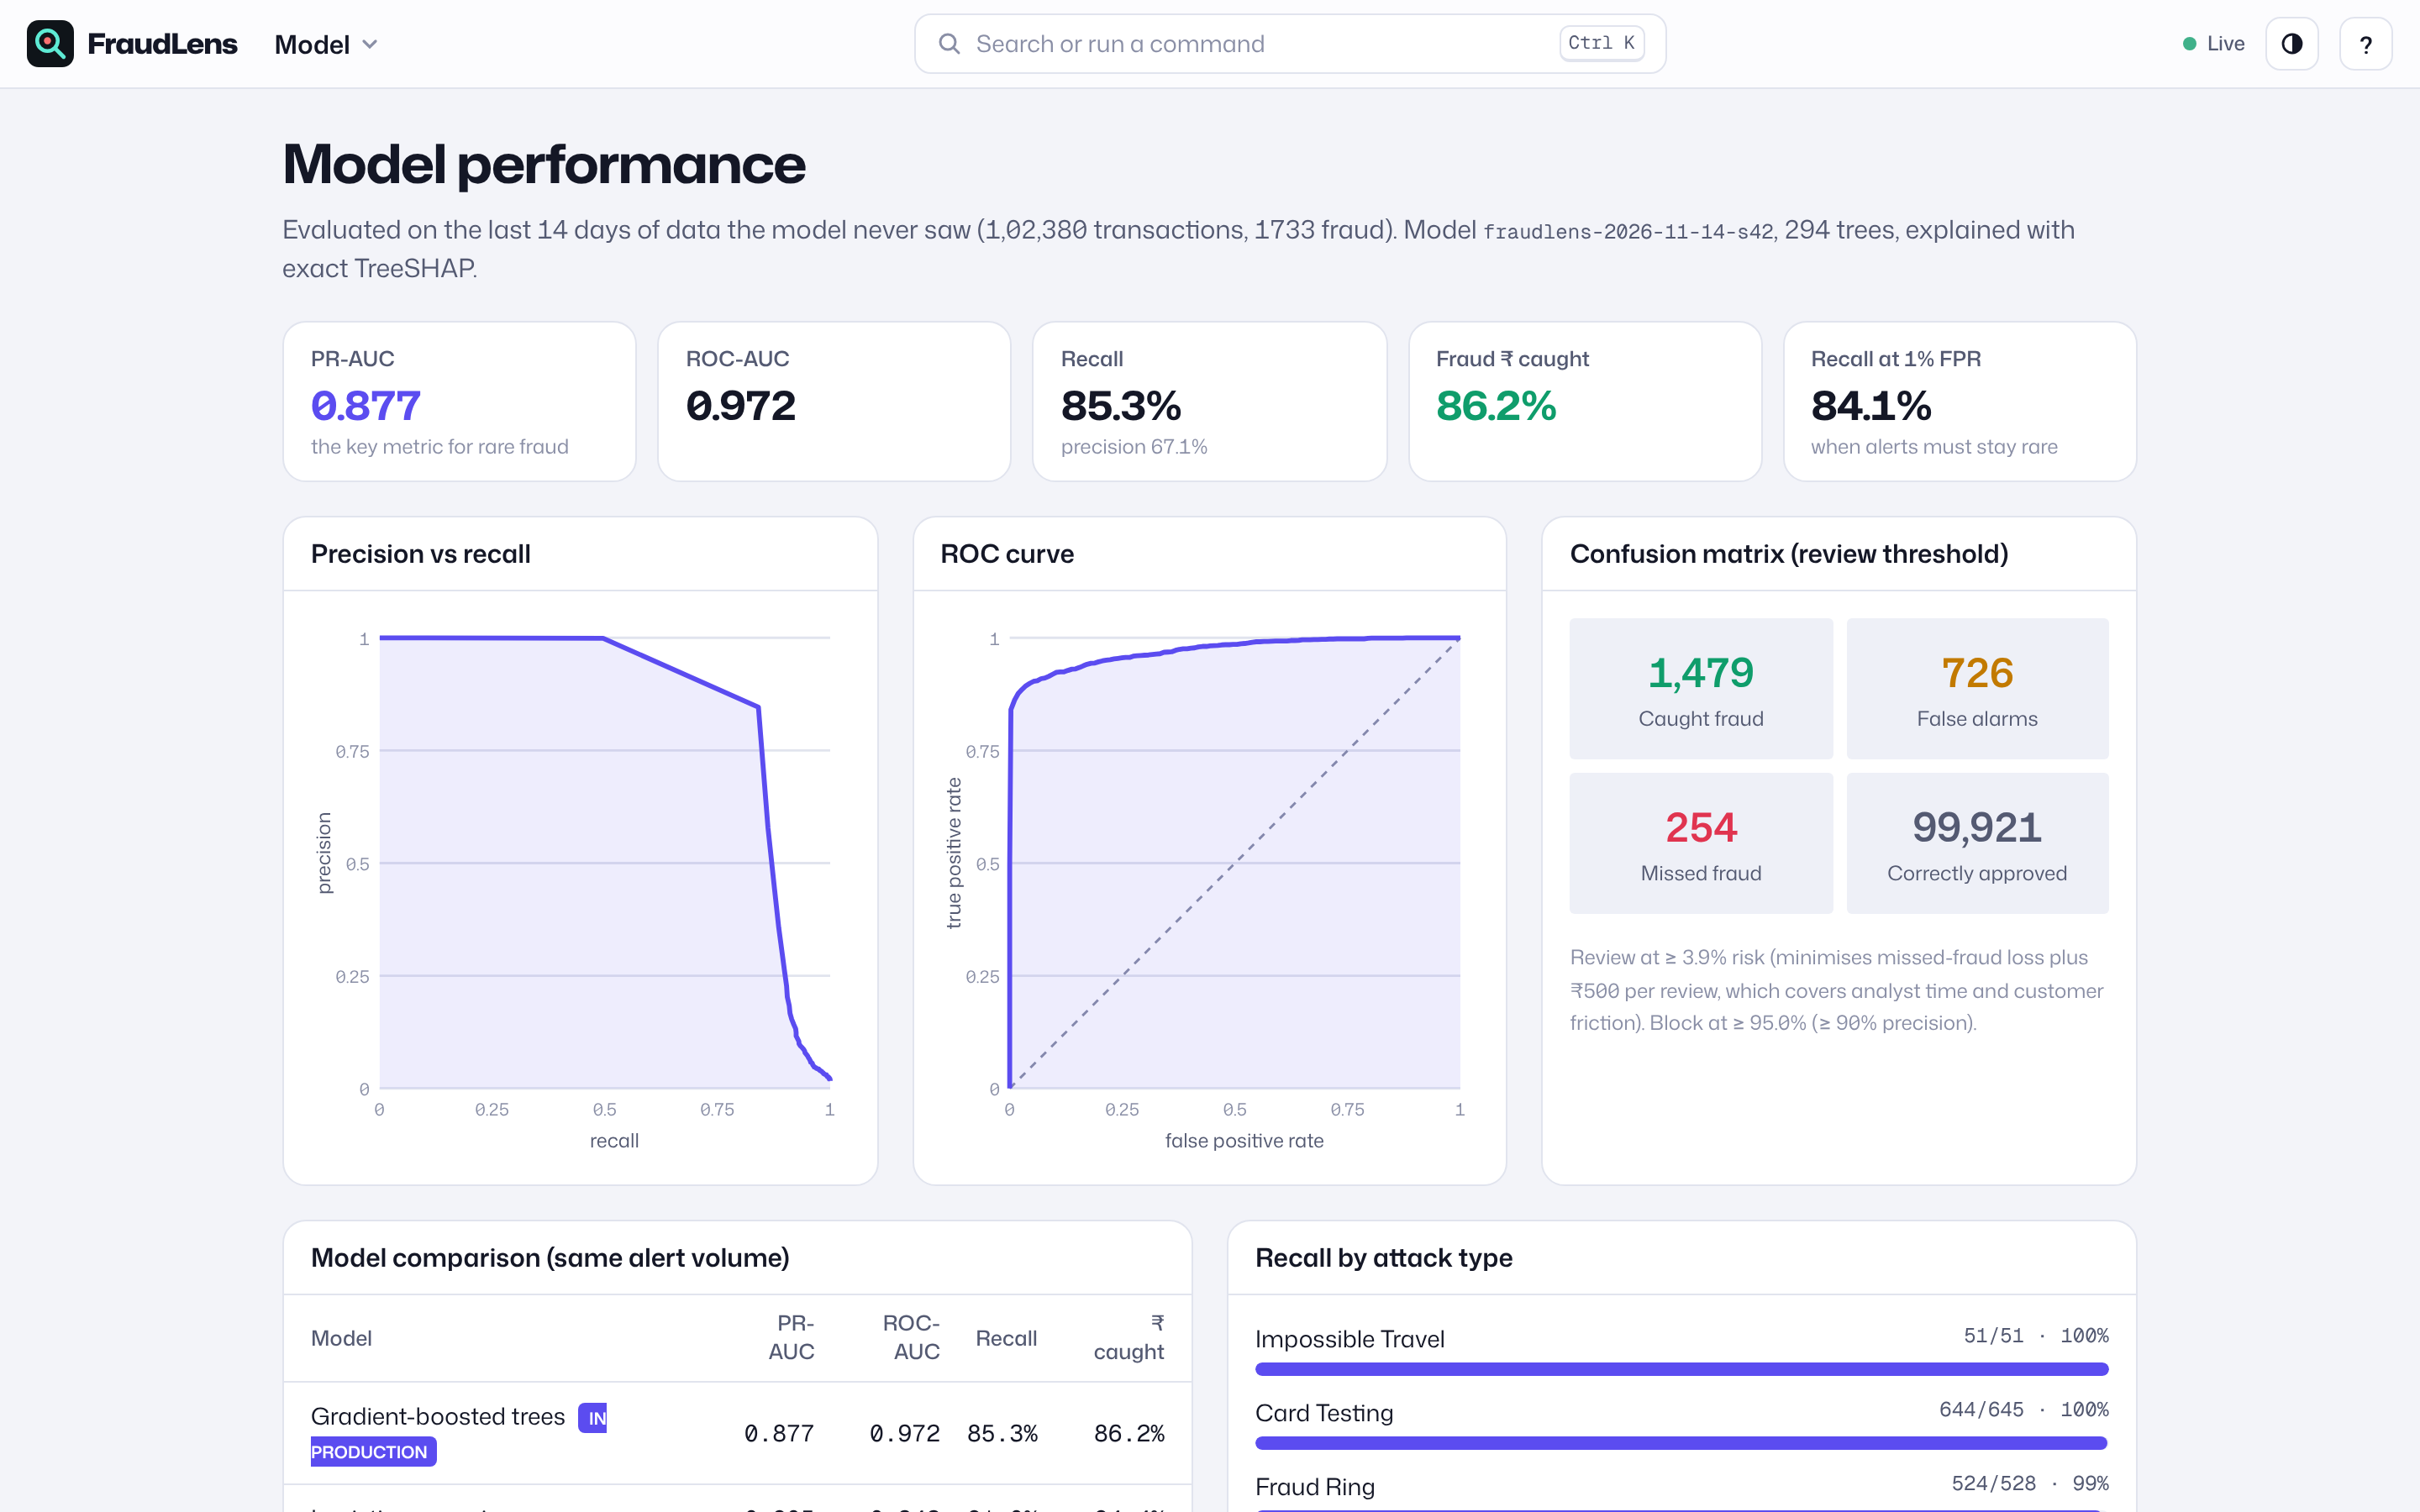 FraudLens
Model
Search or run a command
Ctrl K
Live
?
Model performance
Evaluated on the last 14 days of data the model never saw (1,02,380 transactions, 1733 fraud). Model fraudlens-2026-11-14-s42, 294 trees, explained with
exact TreeSHAP.
PR-AUC
0.877
the key metric for rare fraud
ROC-AUC
0.972
Recall
85.3%
precision 67.1%
Fraud ₹ caught
86.2%
Recall at 1% FPR
84.1%
when alerts must stay rare
Precision vs recall
1
0.75
0.5
0.25
0
precision
0 0.25 0.5 0.75 1
recall
ROC curve
1
0.75
0.5
0.25
0
true positive rate
0 0.25 0.5 0.75 1
false positive rate
Confusion matrix (review threshold)
1,479
Caught fraud
726
False alarms
254
Missed fraud
99,921
Correctly approved
Review at ≥ 3.9% risk (minimises missed-fraud loss plus
₹500 per review, which covers analyst time and customer
friction). Block at ≥ 95.0% (≥ 90% precision).
Model comparison (same alert volume)
Model PR-AUC ROC-AUC Recall ₹ caught
Gradient-boosted trees IN
PRODUCTION
0.877 0.972 85.3% 86.2%
Recall by attack type
Impossible Travel 51/51 · 100%
Card Testing 644/645 · 100%
Fraud Ring 524/528 · 99%